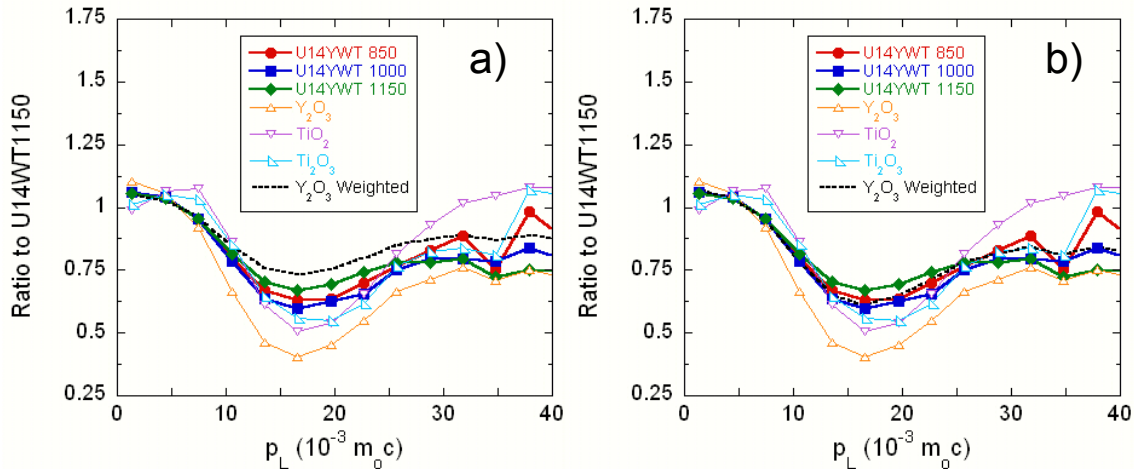 a)
1.75
1.5
1.25
1
0.75
0.5
0.25
Ratio to U14WT1150
U14YWT 850
U14YWT 1000
U14YWT 1150
Y₂O₃
TiO₂
Ti₂O₃
Y₂O₃ Weighted
0 10 20 30 40
p_L (10⁻³ m₀c)
b)
1.75
1.5
1.25
1
0.75
0.5
0.25
Ratio to U14WT1150
U14YWT 850
U14YWT 1000
U14YWT 1150
Y₂O₃
TiO₂
Ti₂O₃
Y₂O₃ Weighted
0 10 20 30 40
p_L (10⁻³ m₀c)